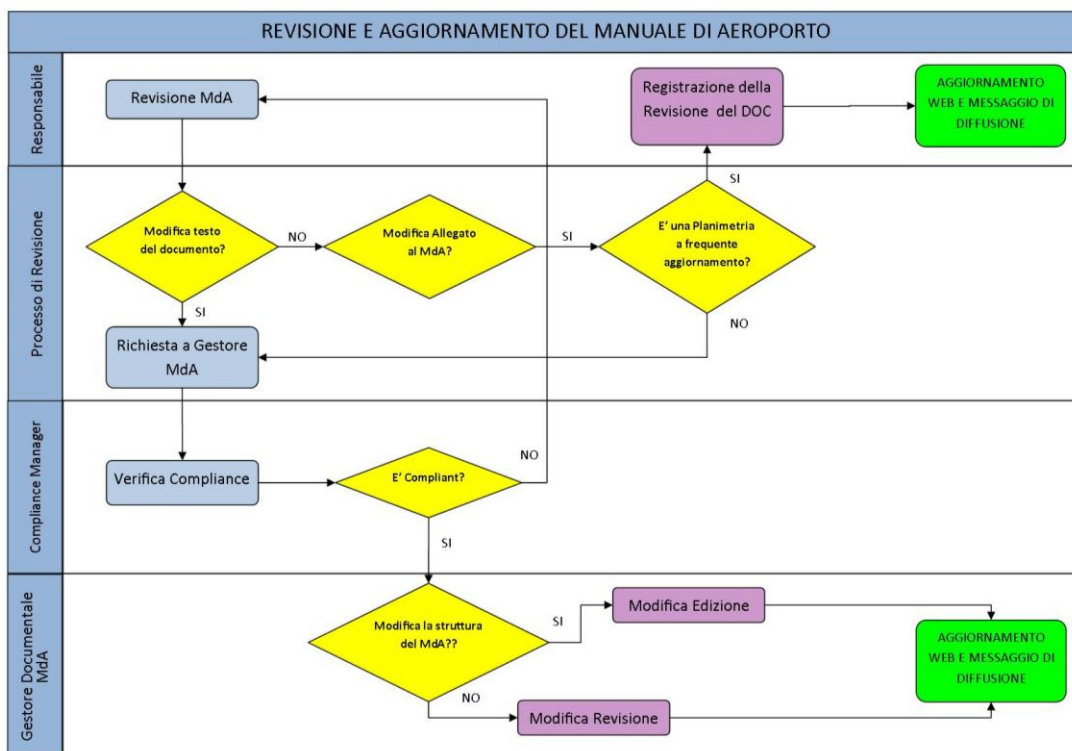 REVISIONE E AGGIORNAMENTO DEL MANUALE DI AEROPORTO
Responsabile
Revisione MdA
Registrazione della
Revisione del DOC
AGGIORNAMENTO
WEB E MESSAGGIO DI
DIFFUSIONE
Processo di Revisione
SI
Modifica testo
del documento?
NO
Modifica Allegato
al MdA?
SI
E' una Planimetria
a frequente
aggiornamento?
SI
NO
Richiesta a Gestore
MdA
Compliance Manager
Verifica Compliance
E' Compliant?
NO
SI
Gestore Documentale
MdA
Modifica la struttura
del MdA??
SI
Modifica Edizione
NO
Modifica Revisione
AGGIORNAMENTO
WEB E MESSAGGIO DI
DIFFUSIONE